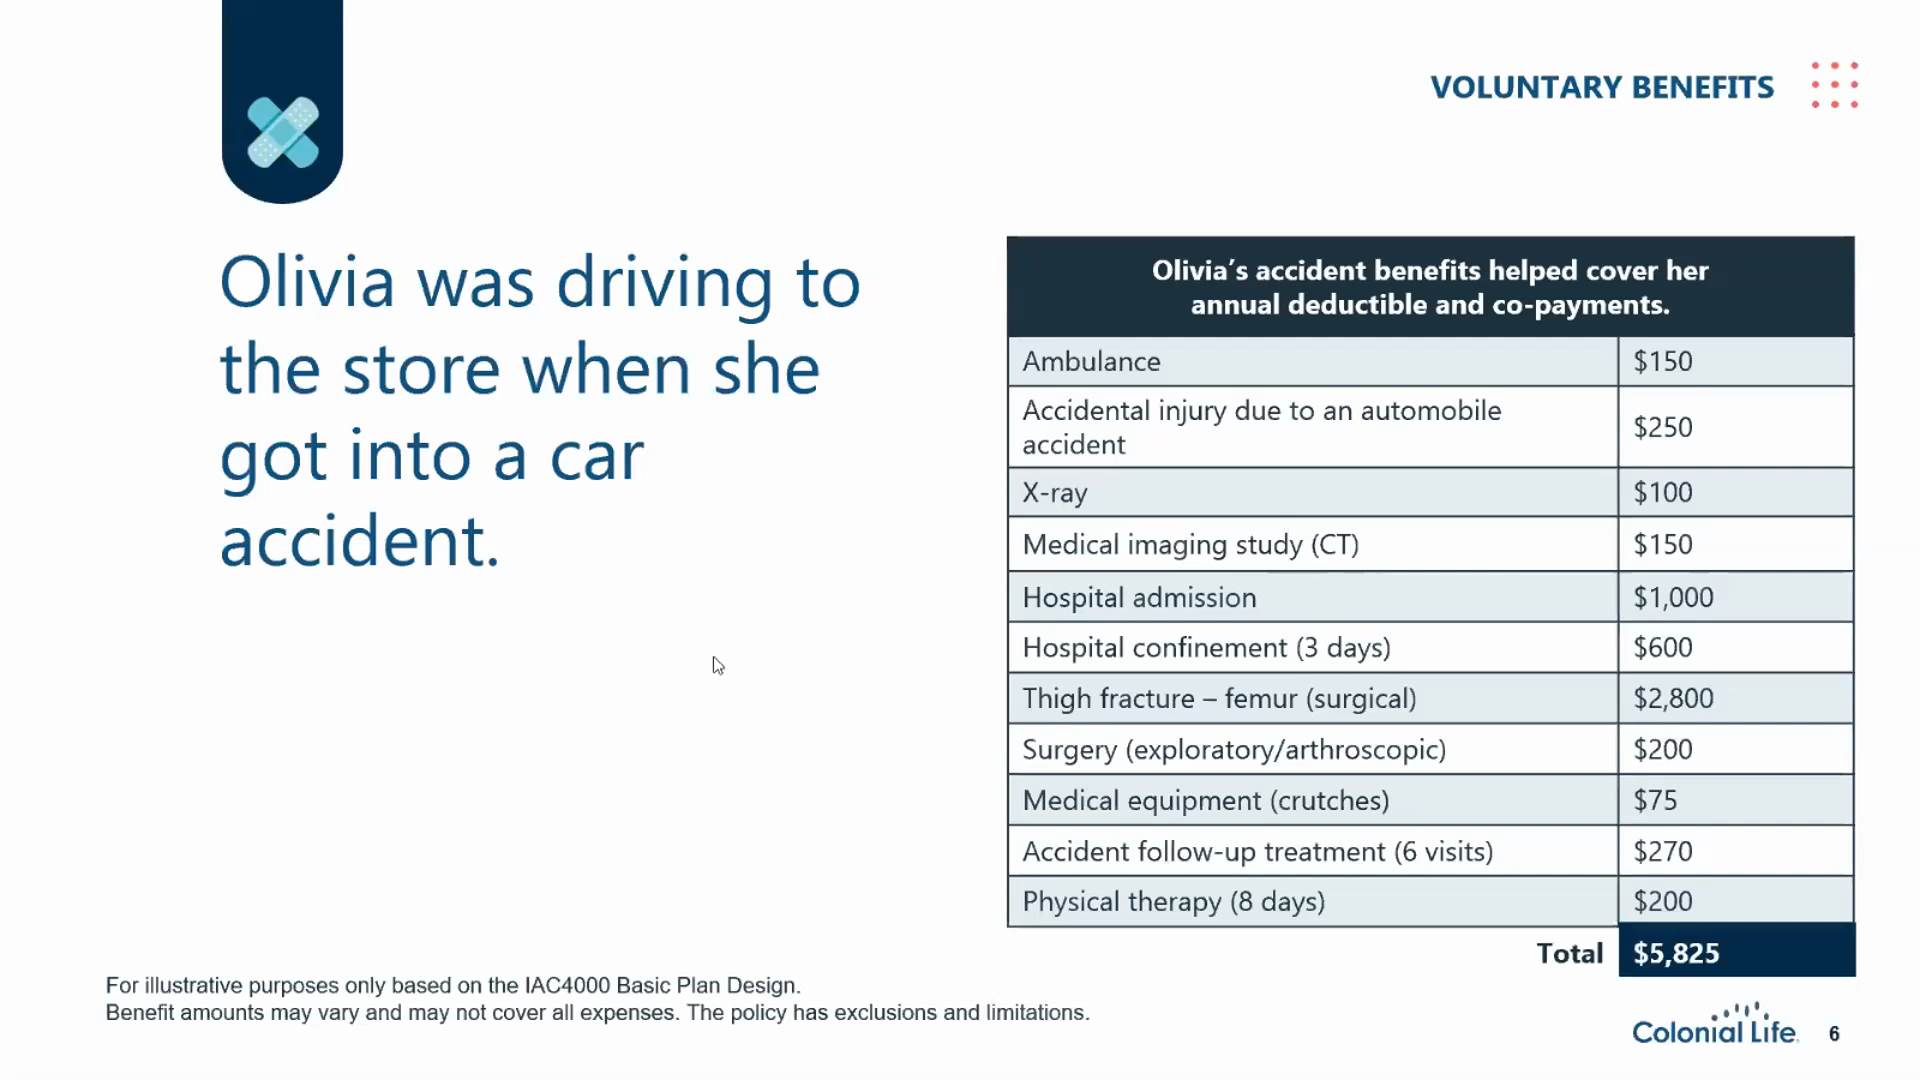 VOLUNTARY BENEFITS
Olivia was driving to
the store when she
got into a car
accident.
Olivia’s accident benefits helped cover her
annual deductible and co-payments.
Ambulance $150
Accidental injury due to an automobile
accident $250
X-ray $100
Medical imaging study (CT) $150
Hospital admission $1,000
Hospital confinement (3 days) $600
Thigh fracture – femur (surgical) $2,800
Surgery (exploratory/arthroscopic) $200
Medical equipment (crutches) $75
Accident follow-up treatment (6 visits) $270
Physical therapy (8 days) $200
Total $5,825
For illustrative purposes only based on the IAC4000 Basic Plan Design.
Benefit amounts may vary and may not cover all expenses. The policy has exclusions and limitations.
Colonial Life. 6